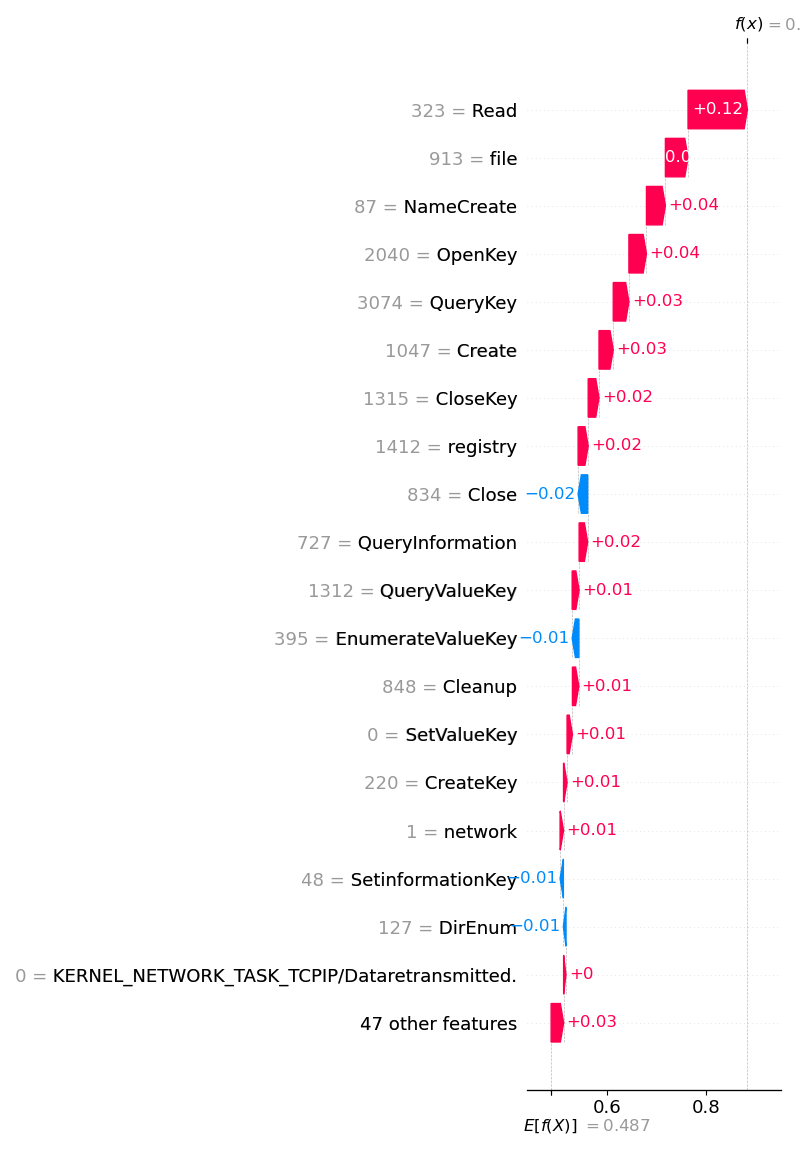 f(x) = 0.
323 = Read +0.12
913 = file 0.0
87 = NameCreate +0.04
2040 = OpenKey +0.04
3074 = QueryKey +0.03
1047 = Create +0.03
1315 = CloseKey +0.02
1412 = registry +0.02
834 = Close −0.02
727 = QueryInformation +0.02
1312 = QueryValueKey +0.01
395 = EnumerateValueKey −0.01
848 = Cleanup +0.01
0 = SetValueKey +0.01
220 = CreateKey +0.01
1 = network +0.01
48 = SetinformationKey −0.01
127 = DirEnum −0.01
0 = KERNEL_NETWORK_TASK_TCPIP/Dataretransmitted. +0
47 other features +0.03
0.6 0.8
E[f(X)] = 0.487